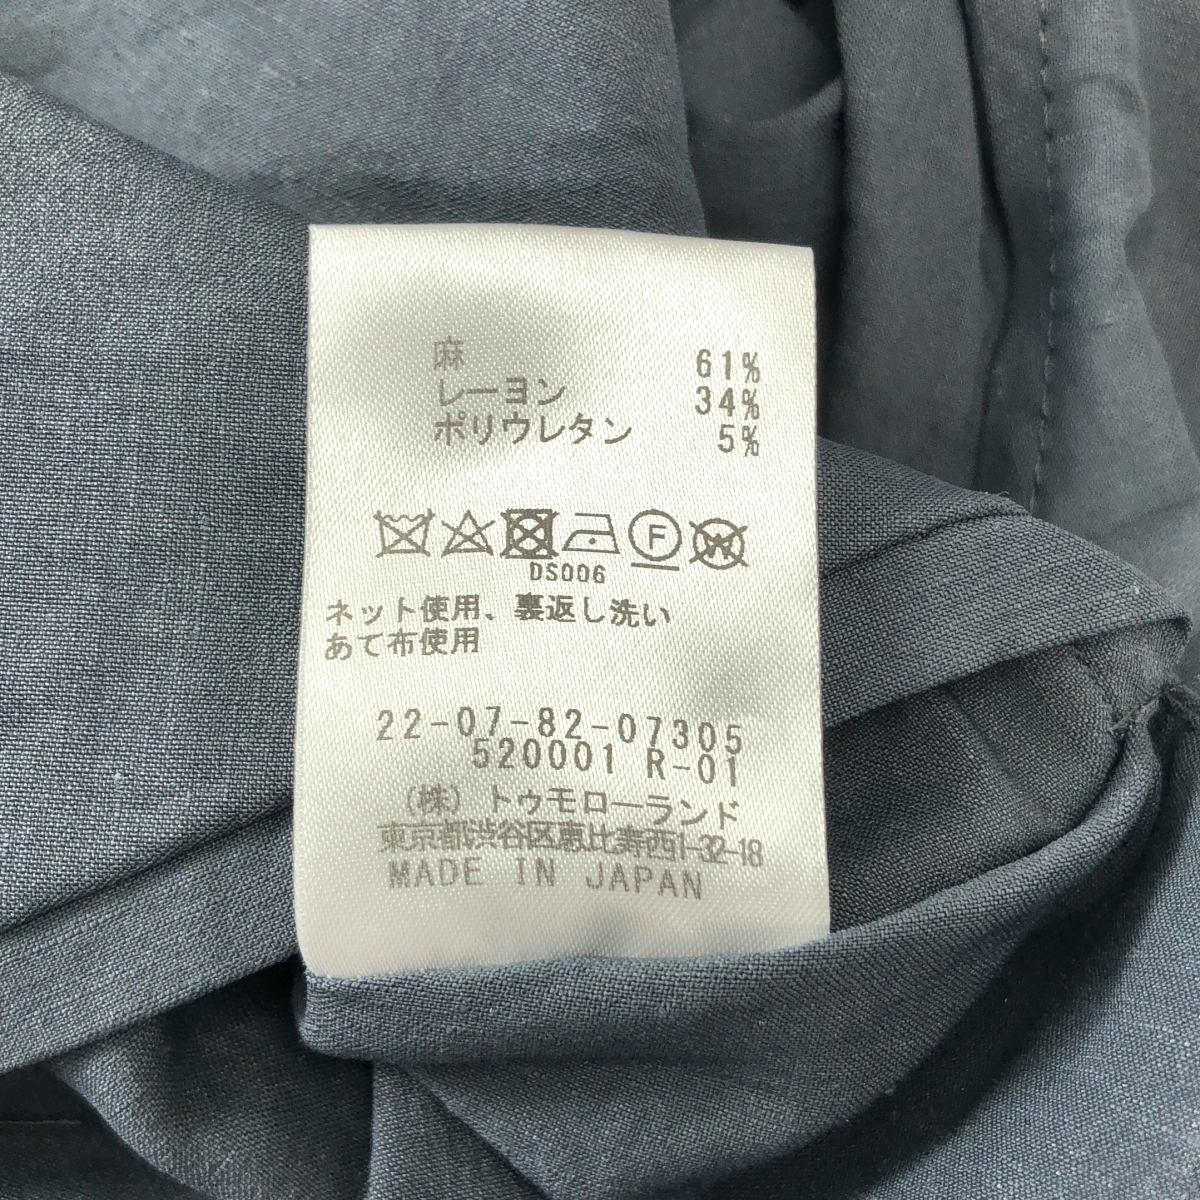 麻 61%
レーヨン 34%
ポリウレタン 5%
F W
DS006
ネット使用、裏返し洗い
あて布使用
22-07-82-07305
520001 R-01
(株) トゥモローランド
東京都渋谷区恵比寿西1-32-18
MADE IN JAPAN